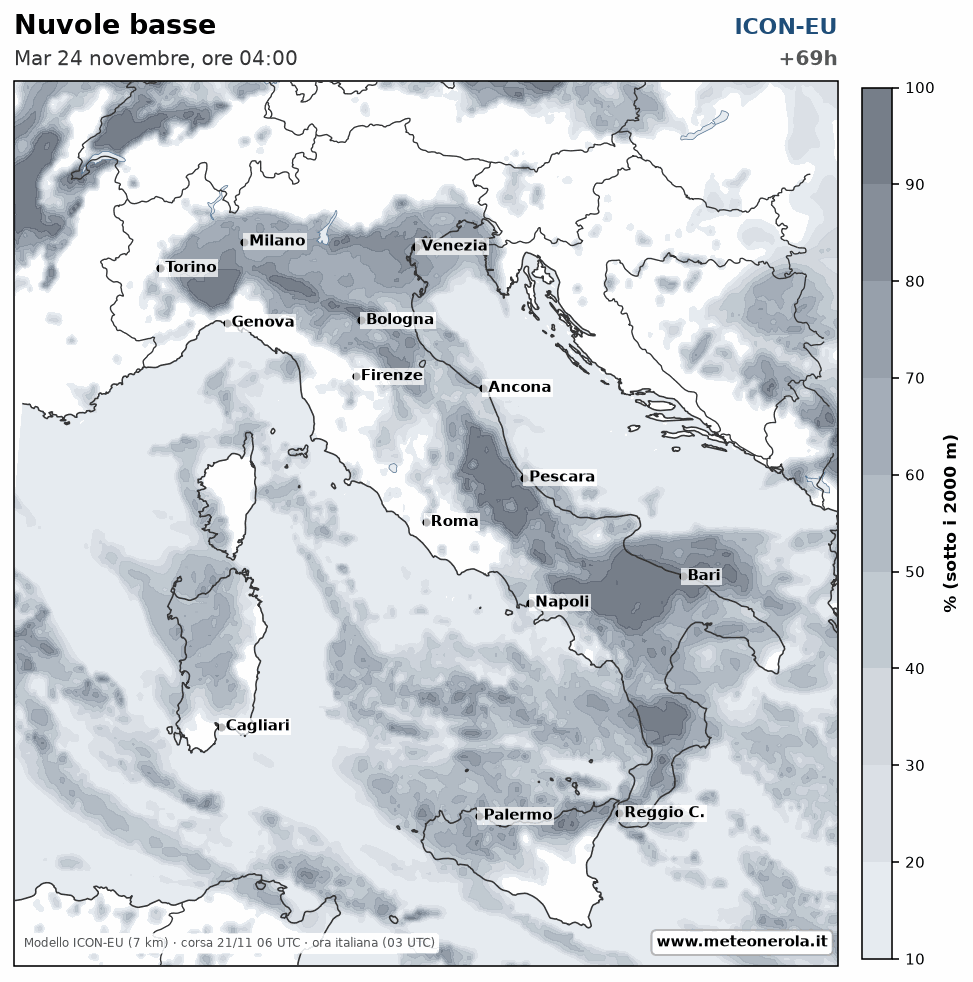 Nuvole basse
ICON-EU
Mar 24 novembre, ore 04:00
+69h
100
90
80
70
60
50
40
30
20
10
% (sotto i 2000 m)
Milano
Venezia
Torino
Genova
Bologna
Firenze
Ancona
Pescara
Roma
Bari
Napoli
Cagliari
Palermo
Reggio C.
Modello ICON-EU (7 km) · corsa 21/11 06 UTC · ora italiana (03 UTC)
www.meteonerola.it